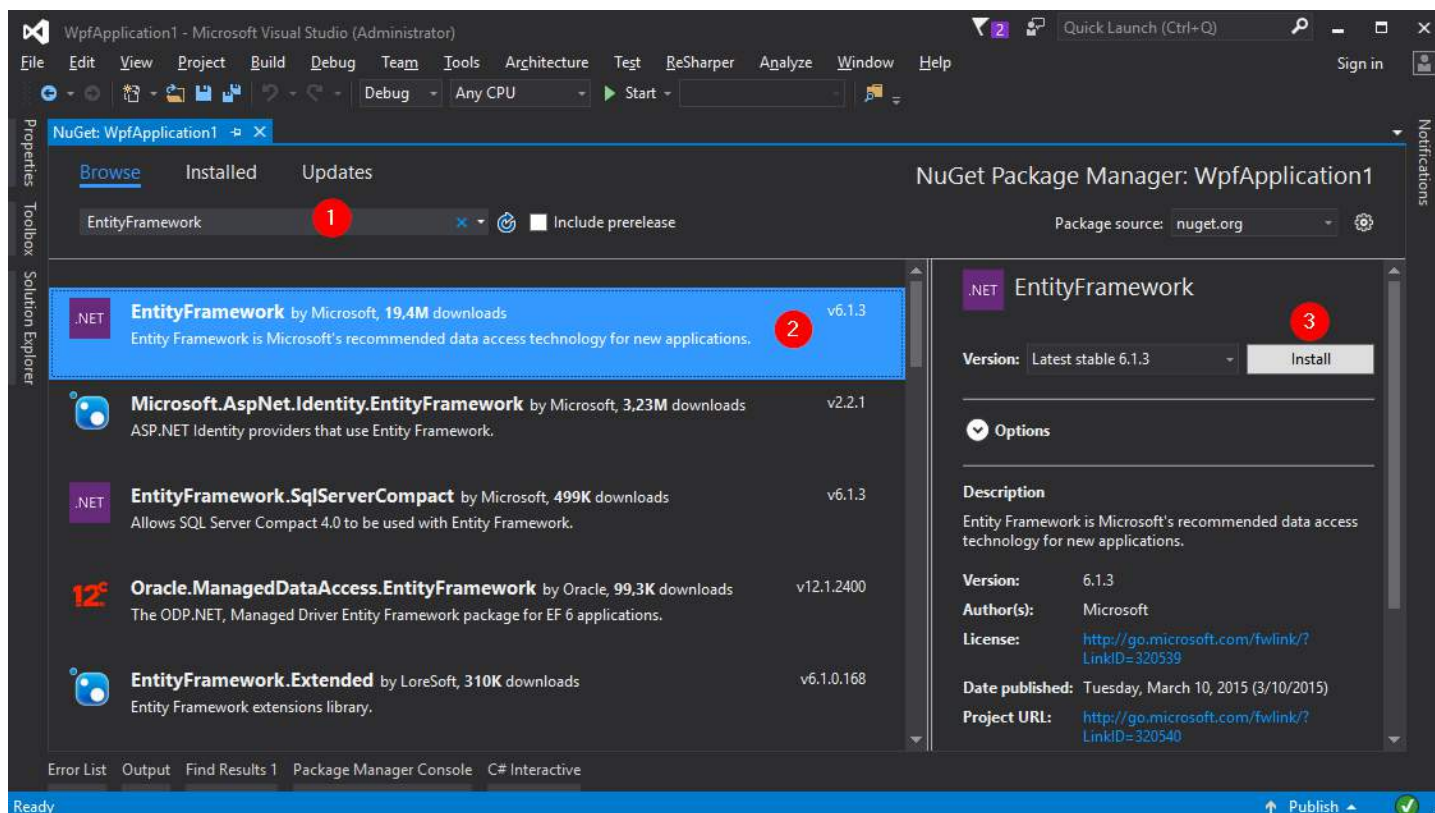 WpfApplication1 - Microsoft Visual Studio (Administrator)
2
Quick Launch (Ctrl+Q)
File Edit View Project Build Debug Team Tools Architecture Test ReSharper Analyze Window Help
Sign in
Debug
Any CPU
Start
Properties
Toolbox
Solution Explorer
Notifications
NuGet: WpfApplication1
Browse Installed Updates
NuGet Package Manager: WpfApplication1
EntityFramework
1
Include prerelease
Package source: nuget.org
.NET
EntityFramework by Microsoft, 19,4M downloads
v6.1.3
Entity Framework is Microsoft's recommended data access technology for new applications.
2
Microsoft.AspNet.Identity.EntityFramework by Microsoft, 3,23M downloads
v2.2.1
ASP.NET Identity providers that use Entity Framework.
.NET
EntityFramework.SqlServerCompact by Microsoft, 499K downloads
v6.1.3
Allows SQL Server Compact 4.0 to be used with Entity Framework.
12c
Oracle.ManagedDataAccess.EntityFramework by Oracle, 99,3K downloads
v12.1.2400
The ODP.NET, Managed Driver Entity Framework package for EF 6 applications.
EntityFramework.Extended by LoreSoft, 310K downloads
v6.1.0.168
Entity Framework extensions library.
.NET
EntityFramework
3
Version: Latest stable 6.1.3
Install
Options
Description
Entity Framework is Microsoft's recommended data access
technology for new applications.
Version: 6.1.3
Author(s): Microsoft
License: http://go.microsoft.com/fwlink/?
LinkID=320539
Date published: Tuesday, March 10, 2015 (3/10/2015)
Project URL: http://go.microsoft.com/fwlink/?
LinkID=320540
Error List Output Find Results 1 Package Manager Console C# Interactive
Ready
Publish